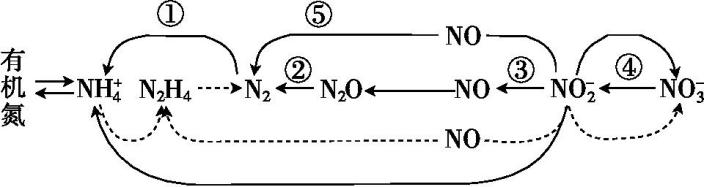 ① ⑤ NO
有机氮 NH₄⁺ N₂H₄ N₂ ② N₂O NO ③ NO₂⁻ ④ NO₃⁻
NO